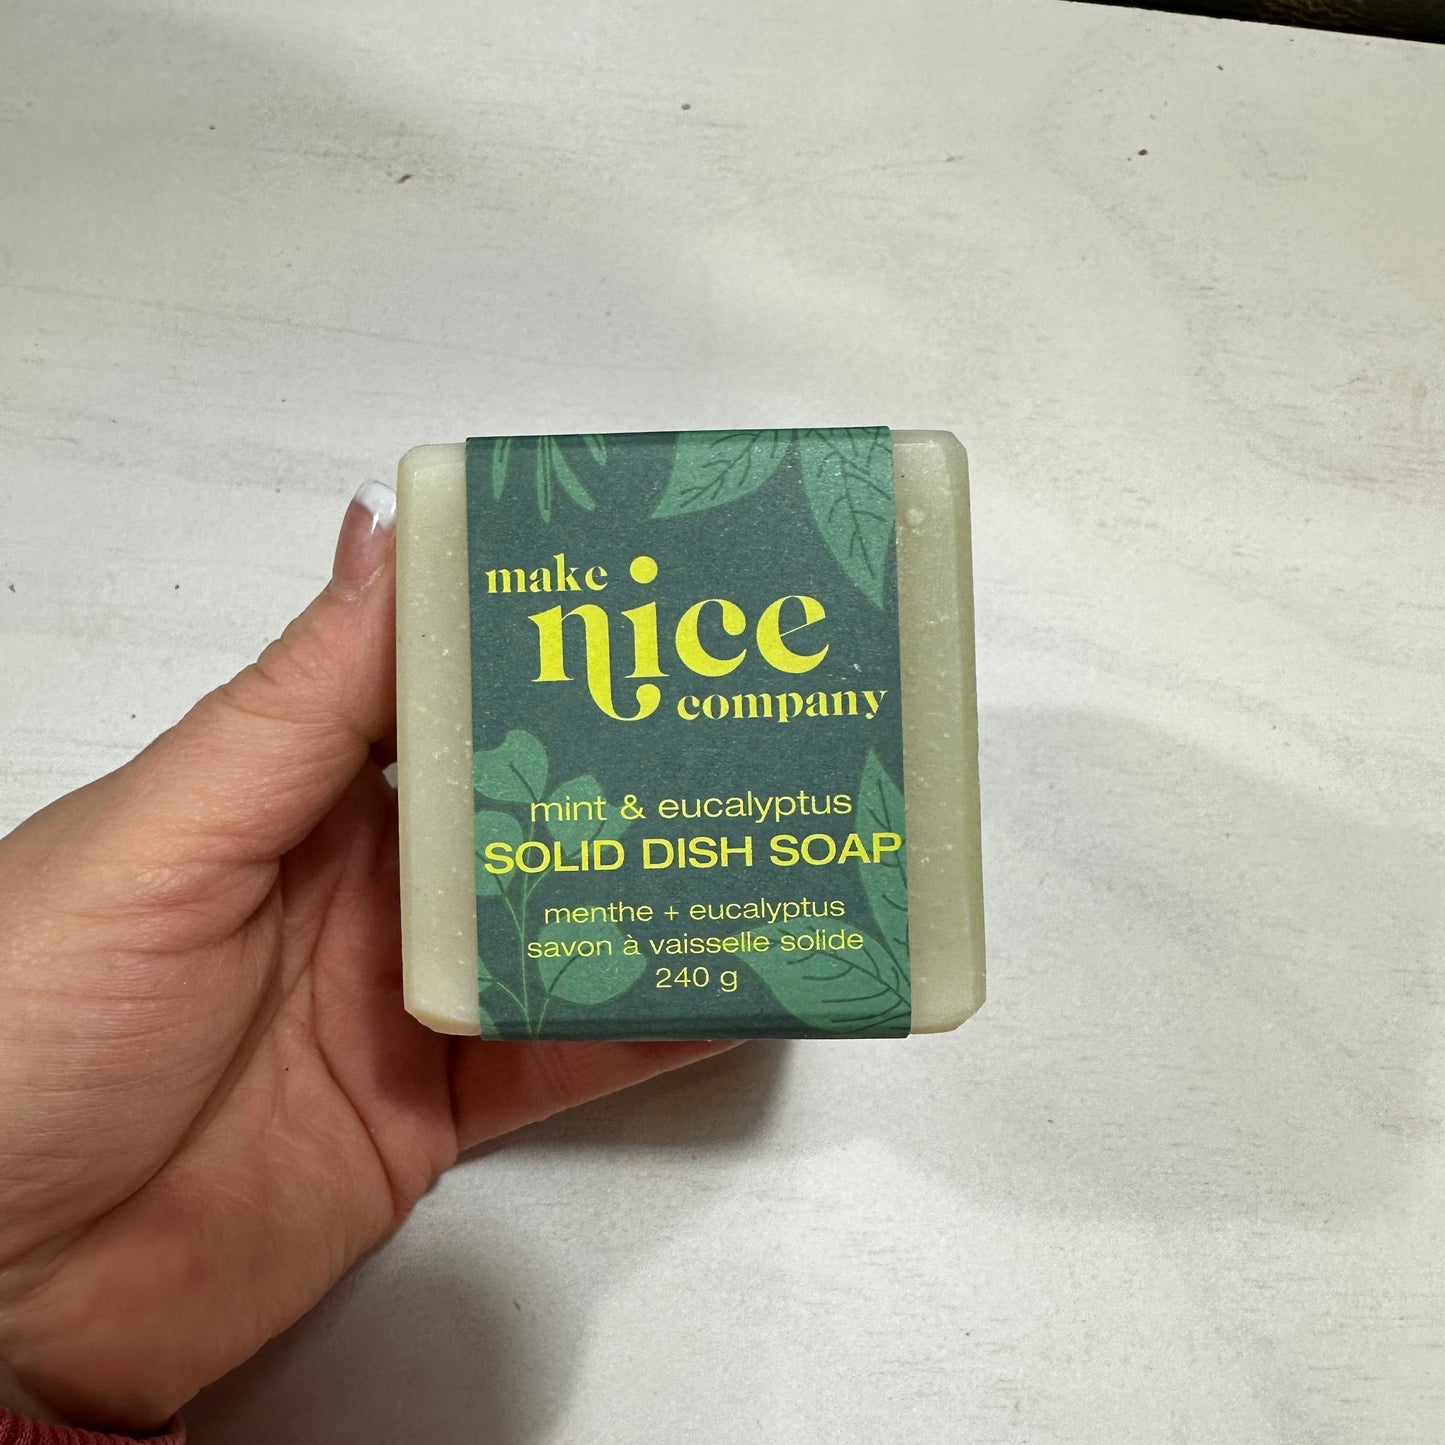 make
nice
company
mint & eucalyptus
SOLID DISH SOAP
menthe + eucalyptus
savon à vaisselle solide
240 g